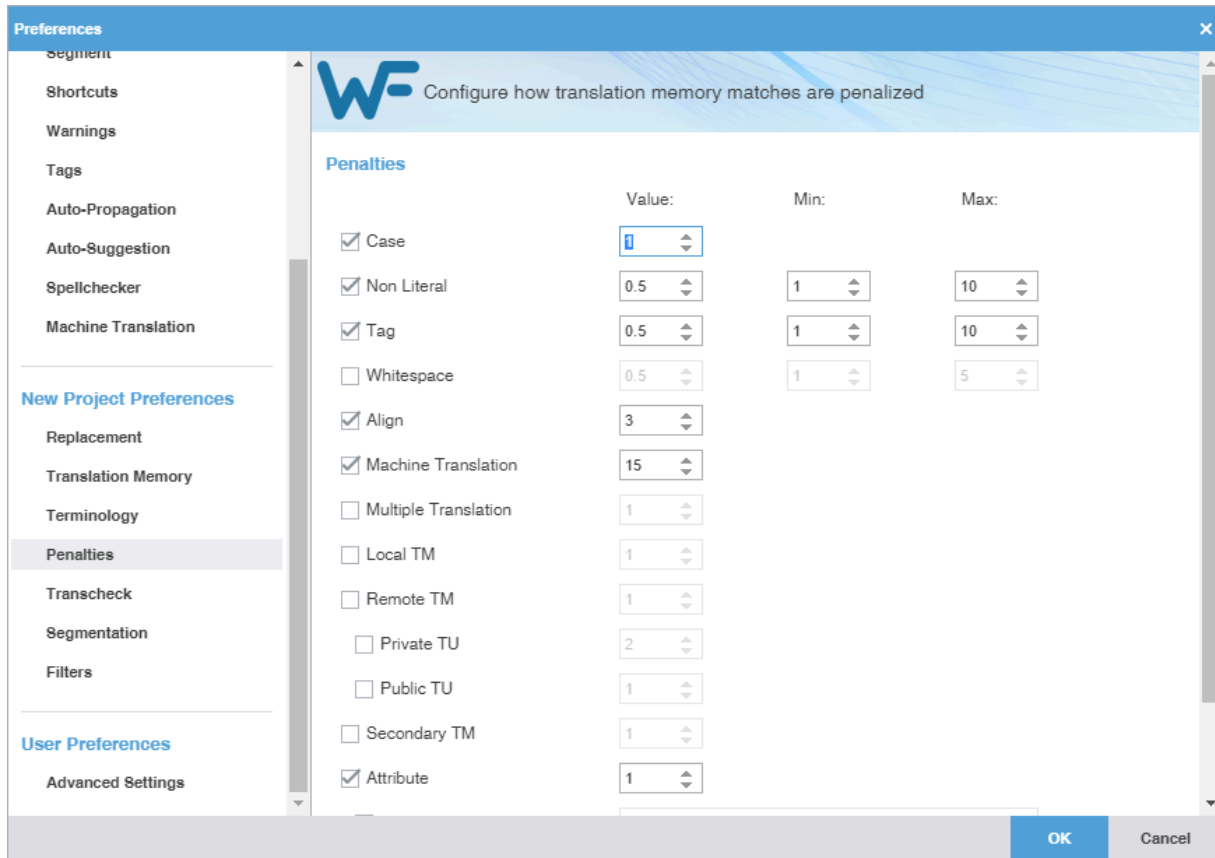 Preferences
Segment
Shortcuts
Warnings
Tags
Auto-Propagation
Auto-Suggestion
Spellchecker
Machine Translation
New Project Preferences
Replacement
Translation Memory
Terminology
Penalties
Transcheck
Segmentation
Filters
User Preferences
Advanced Settings
WF Configure how translation memory matches are penalized
Penalties
Value: Min: Max:
Case 1
Non Literal 0.5 1 10
Tag 0.5 1 10
Whitespace 0.5 1 5
Align 3
Machine Translation 15
Multiple Translation 1
Local TM 1
Remote TM 1
Private TU 2
Public TU 1
Secondary TM 1
Attribute 1
OK Cancel